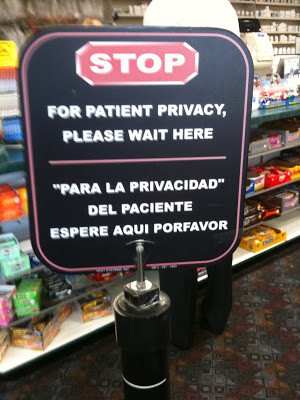 STOP
FOR PATIENT PRIVACY,
PLEASE WAIT HERE
"PARA LA PRIVACIDAD"
DEL PACIENTE
ESPERE AQUI PORFAVOR